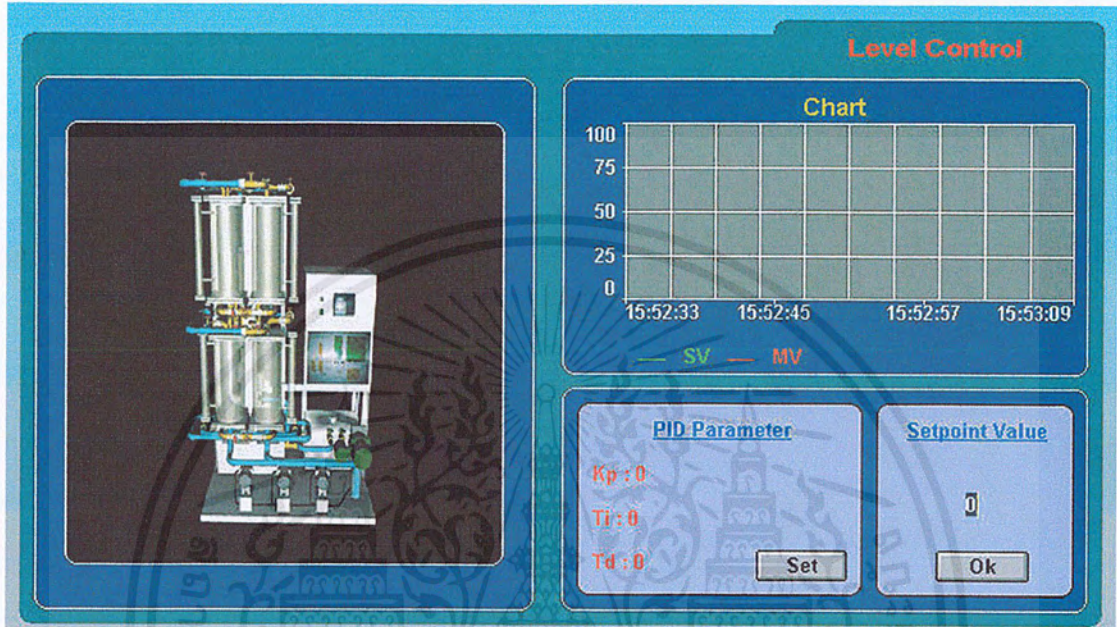 Level Control
Chart
100
75
50
25
0
15:52:33 15:52:45 15:52:57 15:53:09
SV MV
PID Parameter
Kp : 0
Ti : 0
Td : 0
Set
Setpoint Value
0
Ok